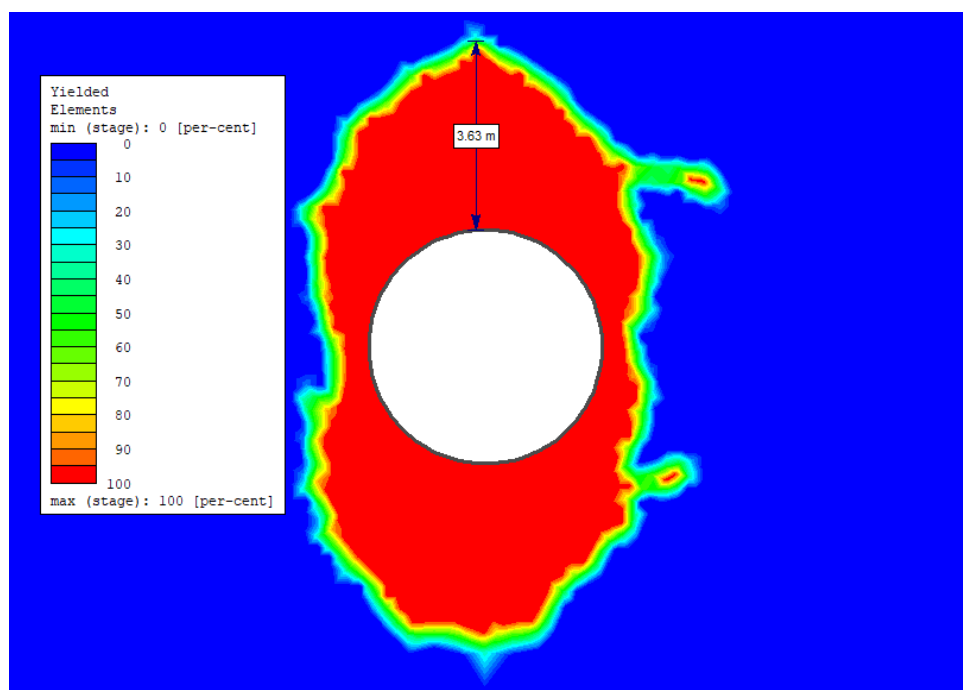 Yielded
Elements
min (stage): 0 [per-cent]
0
10
20
30
40
50
60
70
80
90
100
max (stage): 100 [per-cent]
3.63 m